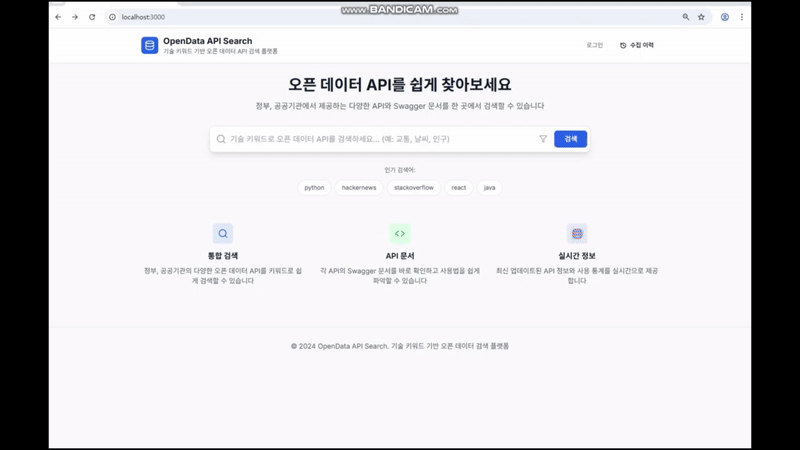 www.BANDICAM.com
localhost:3000
OpenData API Search
기술 키워드 기반 오픈 데이터 API 검색 플랫폼
로그인
수집 이력
오픈 데이터 API를 쉽게 찾아보세요
정부, 공공기관에서 제공하는 다양한 API와 Swagger 문서를 한 곳에서 검색할 수 있습니다
기술 키워드로 오픈 데이터 API를 검색하세요... (예: 교통, 날씨, 인구)
검색
인기 검색어:
python
hackernews
stackoverflow
react
java
통합 검색
정부, 공공기관의 다양한 오픈 데이터 API를 키워드로 쉽
게 검색할 수 있습니다
API 문서
각 API의 Swagger 문서를 바로 확인하고 사용법을 쉽게
파악할 수 있습니다
실시간 정보
최신 업데이트된 API 정보와 사용 통계를 실시간으로 제공
합니다
© 2024 OpenData API Search. 기술 키워드 기반 오픈 데이터 검색 플랫폼